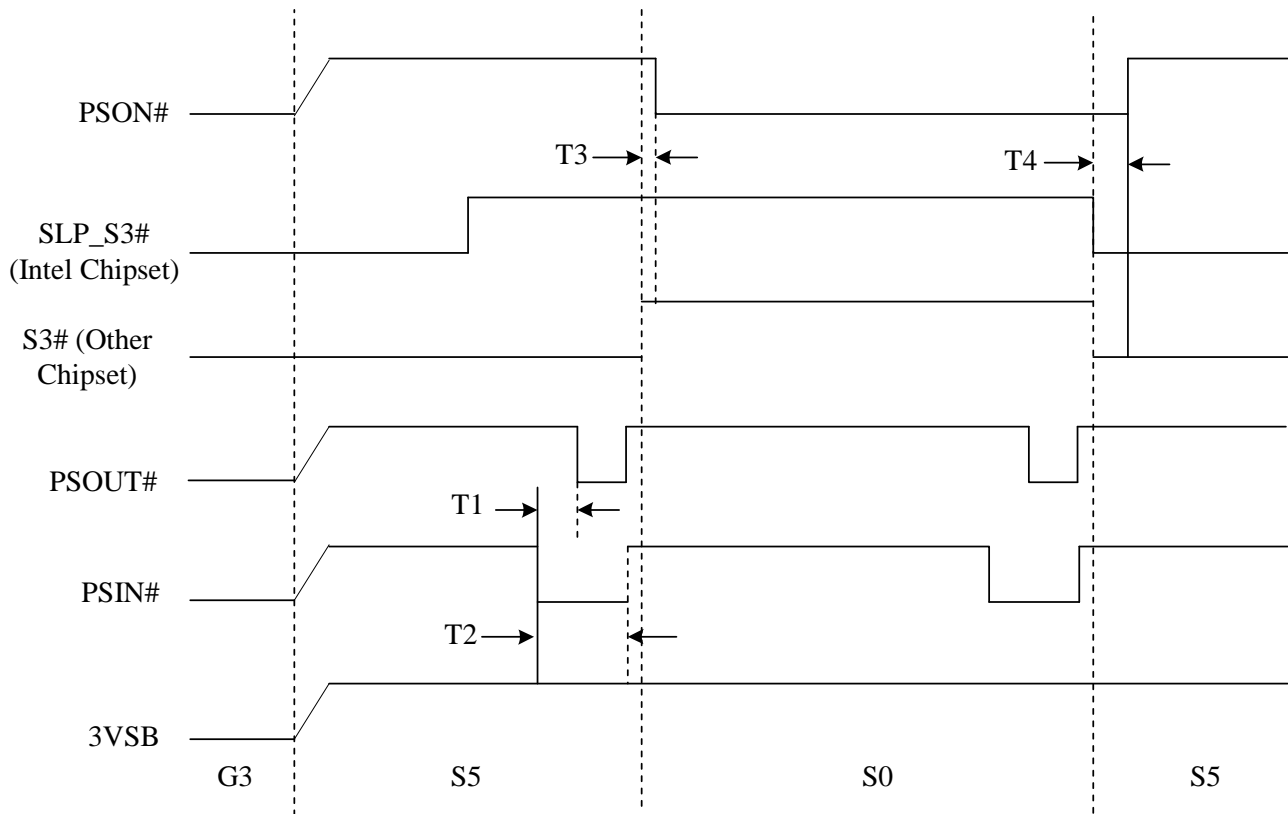 PSON#
T3
T4
SLP_S3#
(Intel Chipset)
S3# (Other
Chipset)
PSOUT#
T1
PSIN#
T2
3VSB
G3
S5
S0
S5